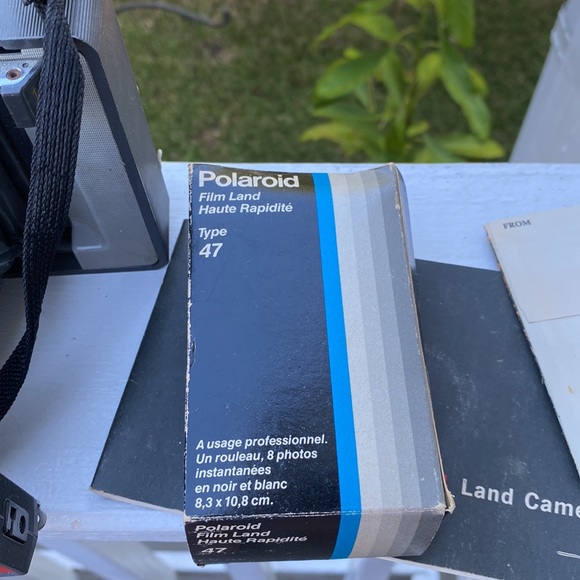 Polaroid
Film Land
Haute Rapidité
Type
47
A usage professionnel.
Un rouleau, 8 photos
instantanées
en noir et blanc
8,3 x 10,8 cm.
Polaroid
Film Land
Haute Rapidité
47
FROM
Land Came